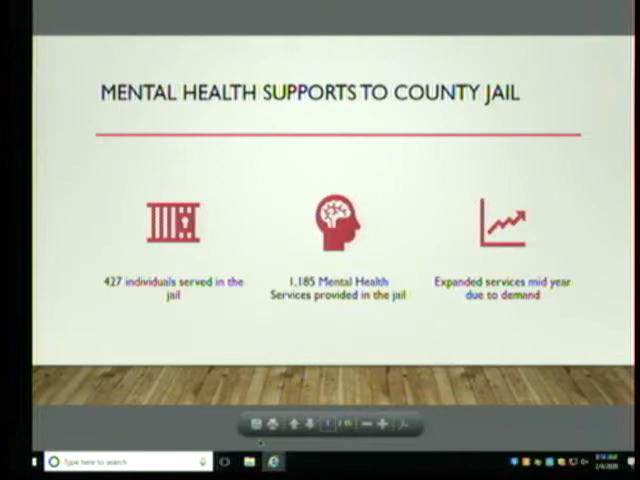 MENTAL HEALTH SUPPORTS TO COUNTY JAIL
427 individuals served in the
jail
1,185 Mental Health
Services provided in the jail
Expanded services mid year
due to demand
Type here to search